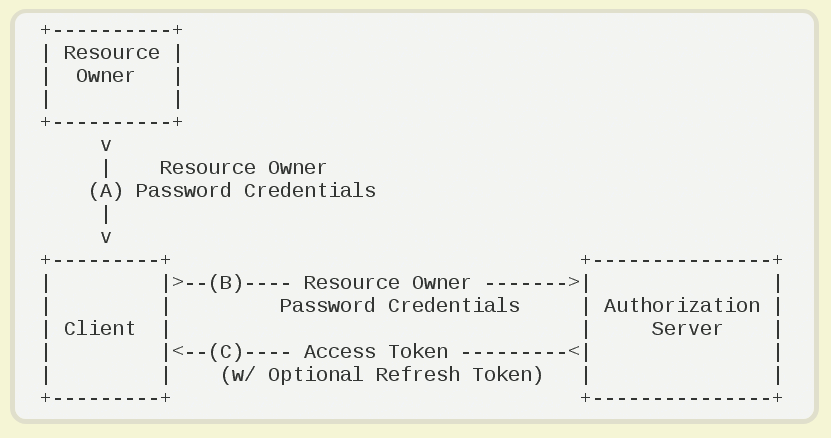 +----------+
| Resource |
|  Owner   |
|          |
+----------+
     v
     |    Resource Owner
    (A) Password Credentials
     |
     v
+---------+                                  +---------------+
|         |>--(B)---- Resource Owner ------->|               |
|         |         Password Credentials     | Authorization |
| Client  |                                  |     Server    |
|         |<--(C)---- Access Token ---------<|               |
|         |    (w/ Optional Refresh Token)   |               |
+---------+                                  +---------------+